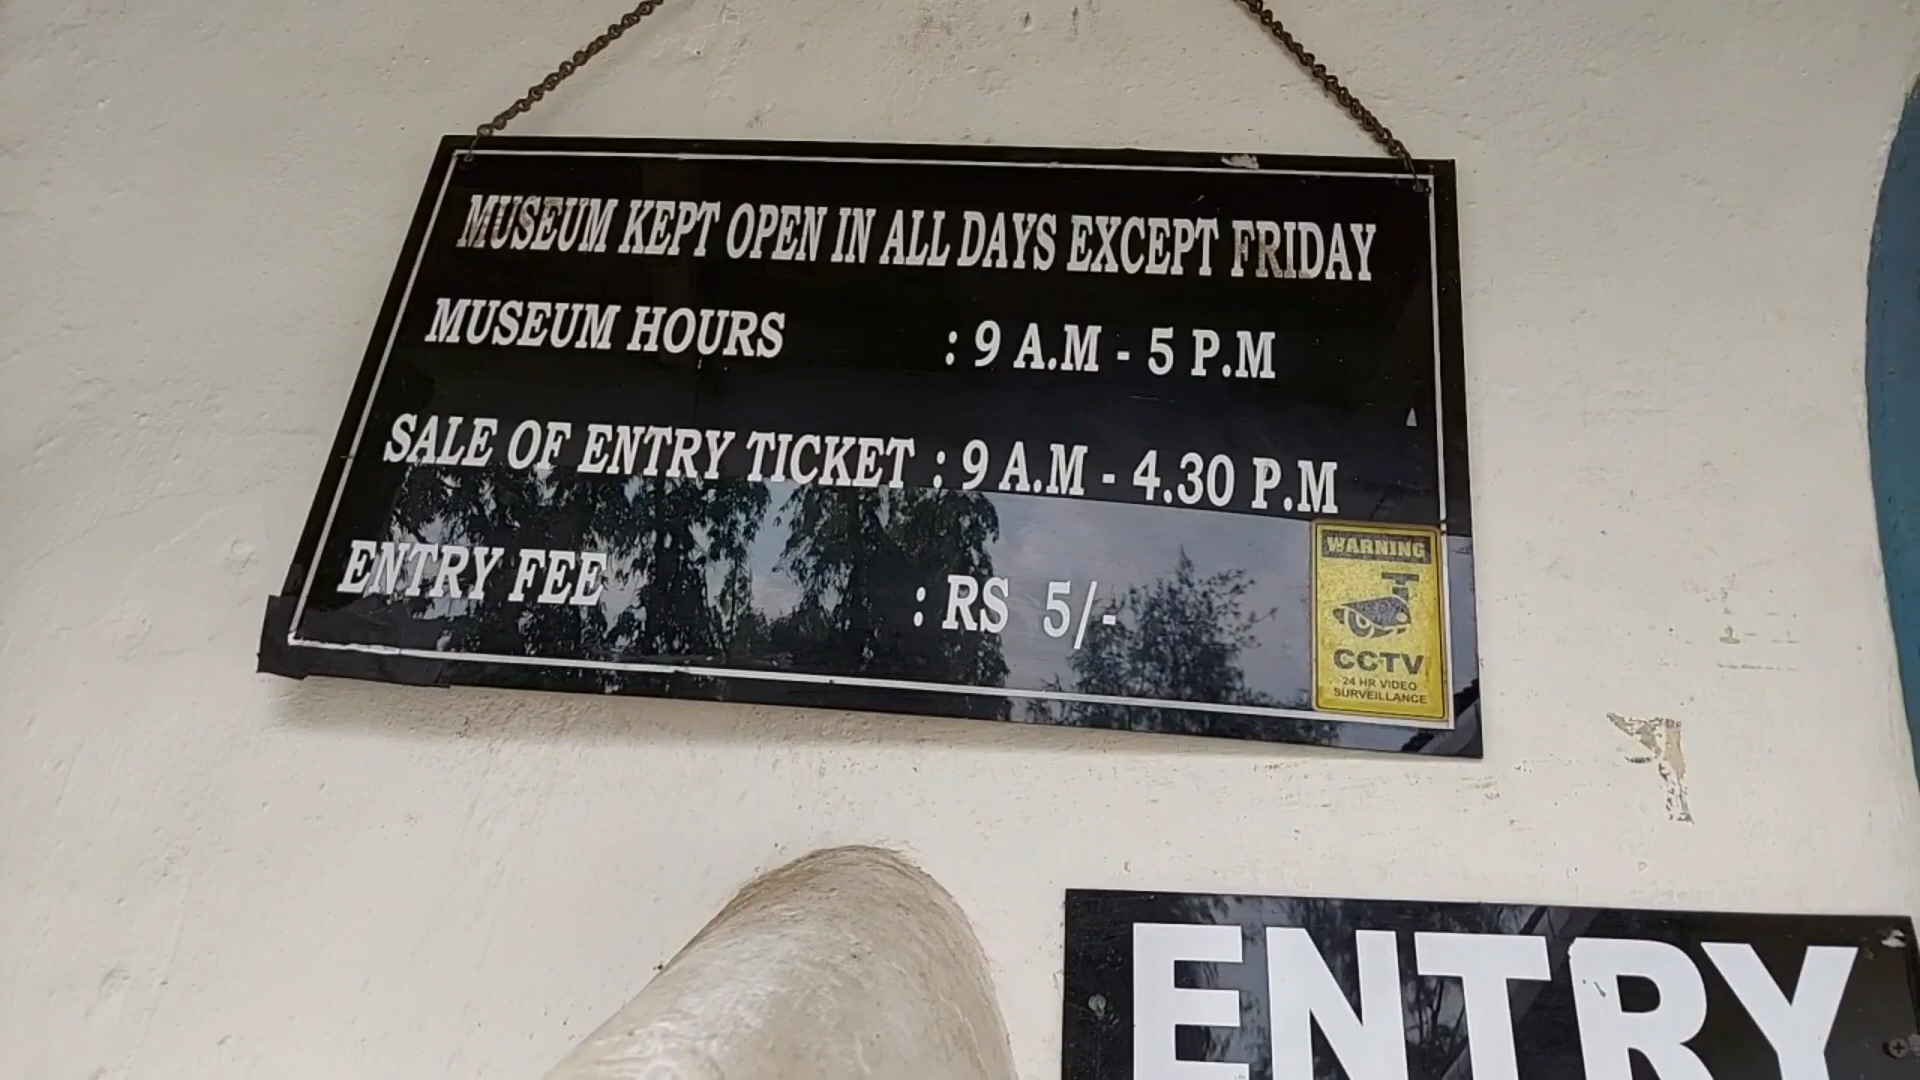 MUSEUM KEPT OPEN IN ALL DAYS EXCEPT FRIDAY
MUSEUM HOURS : 9 A.M - 5 P.M
SALE OF ENTRY TICKET : 9 A.M - 4.30 P.M
ENTRY FEE : RS 5/-
WARNING
CCTV
24 HR VIDEO
SURVEILLANCE
ENTRY